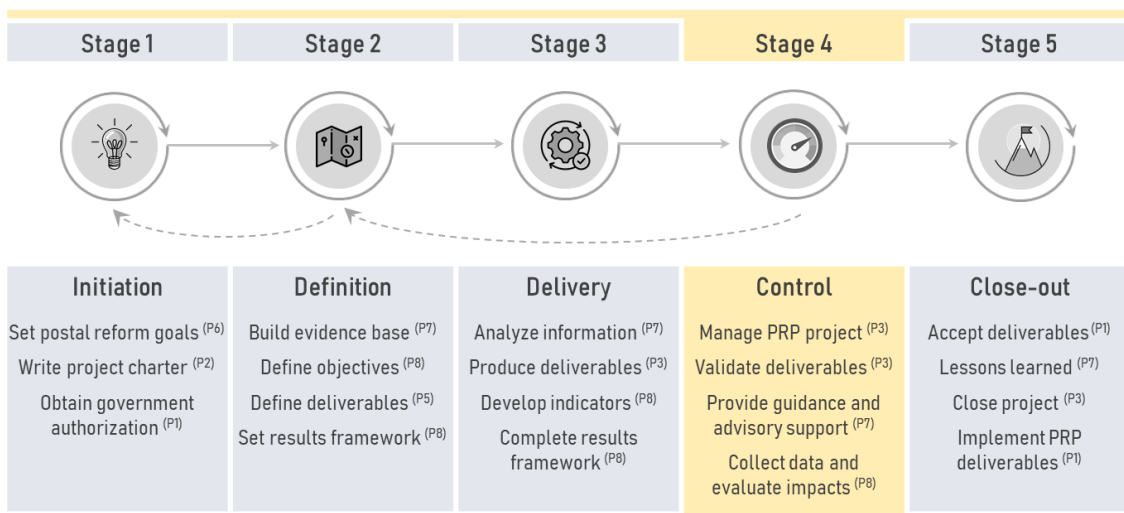 Stage 1
Stage 2
Stage 3
Stage 4
Stage 5
Initiation
Set postal reform goals (P6)
Write project charter (P2)
Obtain government
authorization (P1)
Definition
Build evidence base (P7)
Define objectives (P8)
Define deliverables (P5)
Set results framework (P8)
Delivery
Analyze information (P7)
Produce deliverables (P3)
Develop indicators (P8)
Complete results
framework (P8)
Control
Manage PRP project (P3)
Validate deliverables (P3)
Provide guidance and
advisory support (P7)
Collect data and
evaluate impacts (P8)
Close-out
Accept deliverables (P1)
Lessons learned (P7)
Close project (P3)
Implement PRP
deliverables (P1)